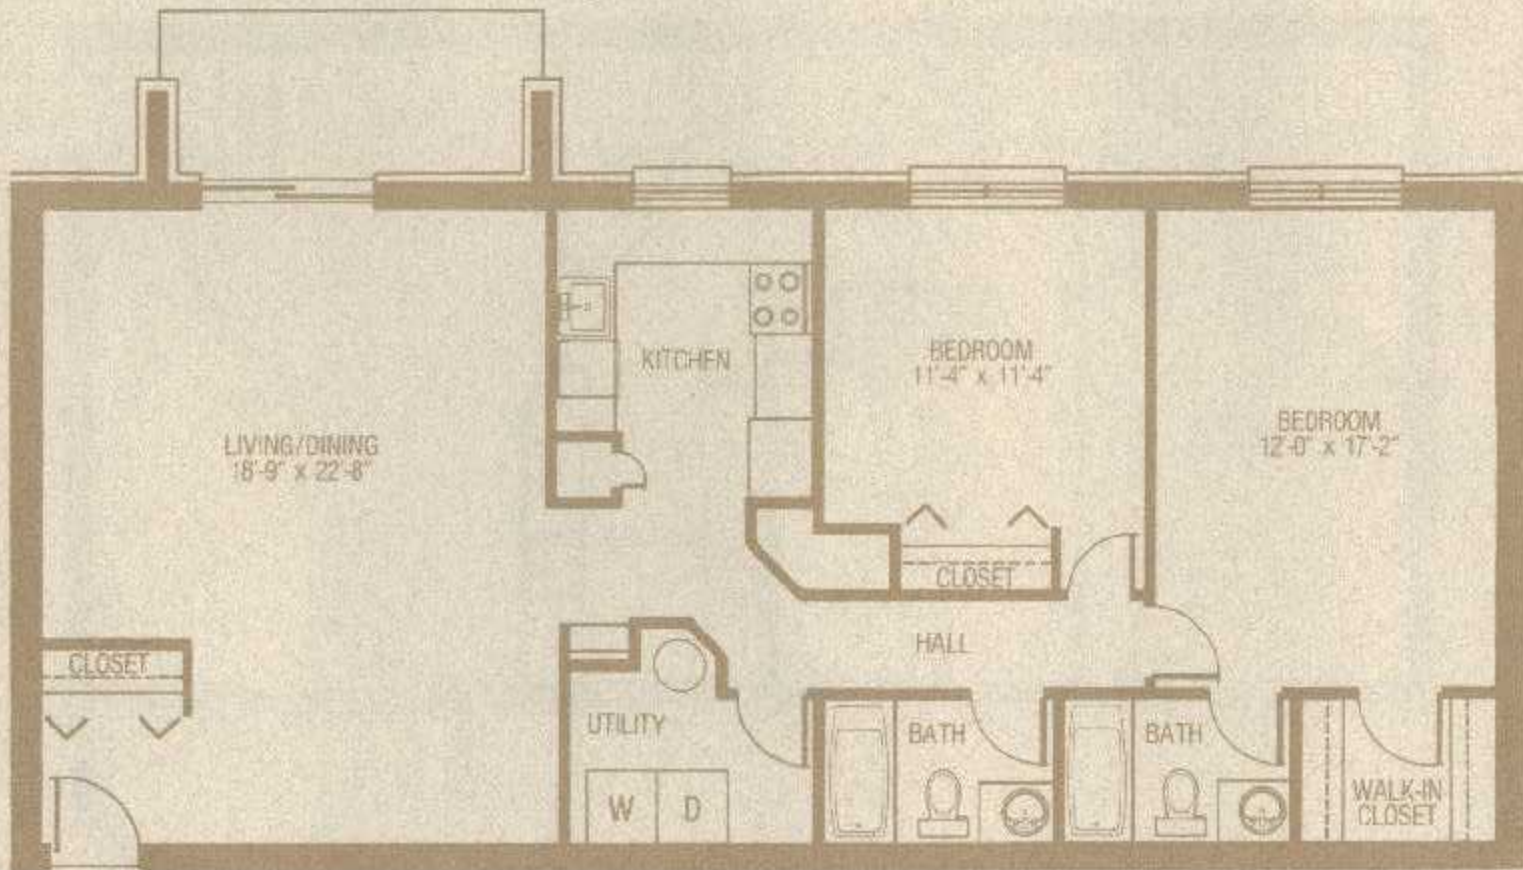 KITCHEN
BEDROOM
11'-4" x 11'-4"
BEDROOM
12'-0" x 17'-2"
LIVING/DINING
18'-9" x 22'-8"
CLOSET
HALL
CLOSET
UTILITY
BATH
BATH
W D
WALK-IN
CLOSET